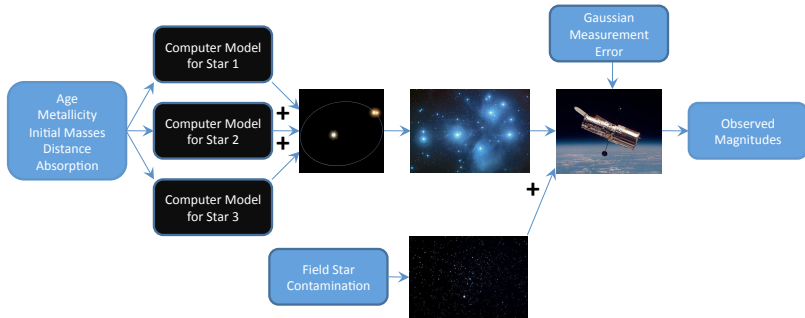 Gaussian
Measurement
Error
Computer Model
for Star 1
Age
Metallicity
Initial Masses
Distance
Absorption
+
Computer Model
for Star 2
+
Observed
Magnitudes
Computer Model
for Star 3
+
Field Star
Contamination